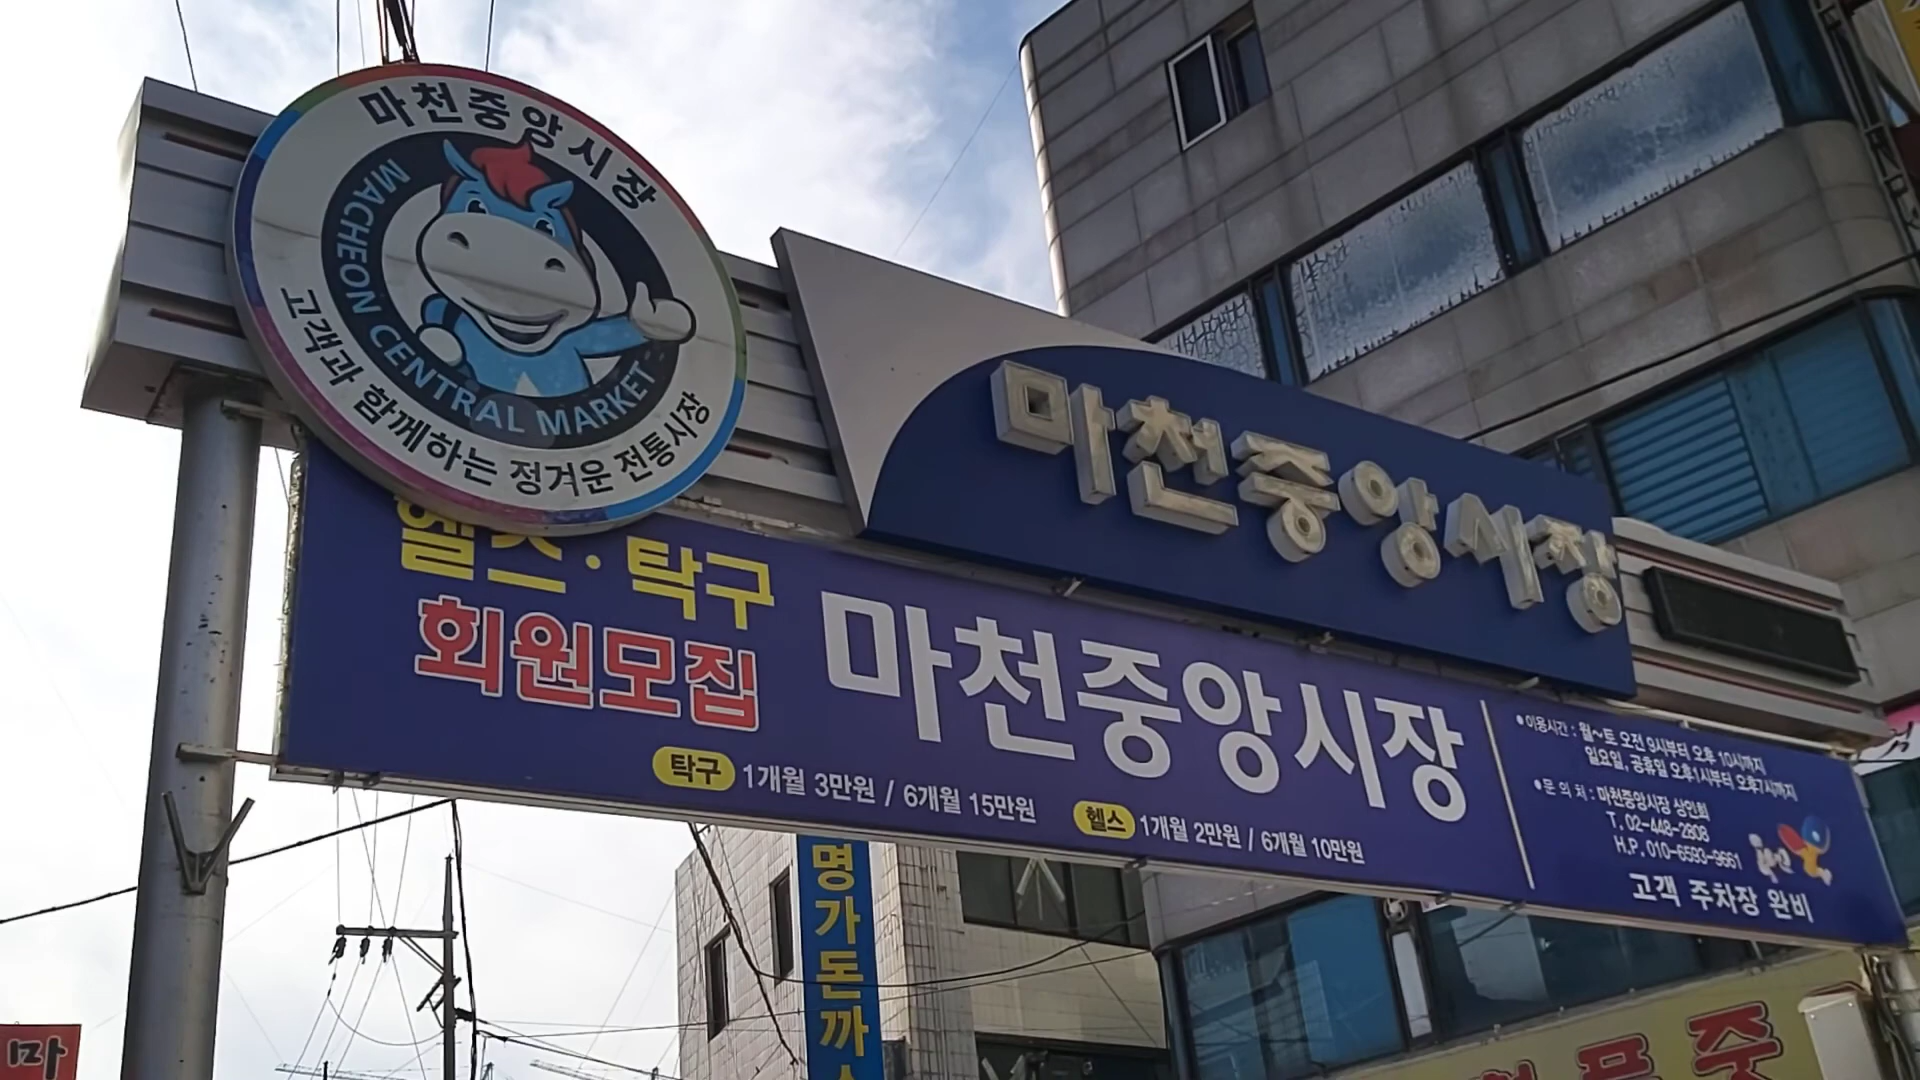 마천중앙시장
MACHEON CENTRAL MARKET
고객과 함께하는 정겨운 전통시장
마천중앙시장
헬스·탁구
회원모집
마천중앙시장
탁구 1개월 3만원 / 6개월 15만원
헬스 1개월 2만원 / 6개월 10만원
•이용시간 : 월~토 오전 9시부터 오후 10시까지
일요일, 공휴일 오후1시부터 오후7시까지
•문 의 처 : 마천중앙시장 상인회
T. 02-448-2808
H.P. 010-6593-9661
고객 주차장 완비
명가돈까
마